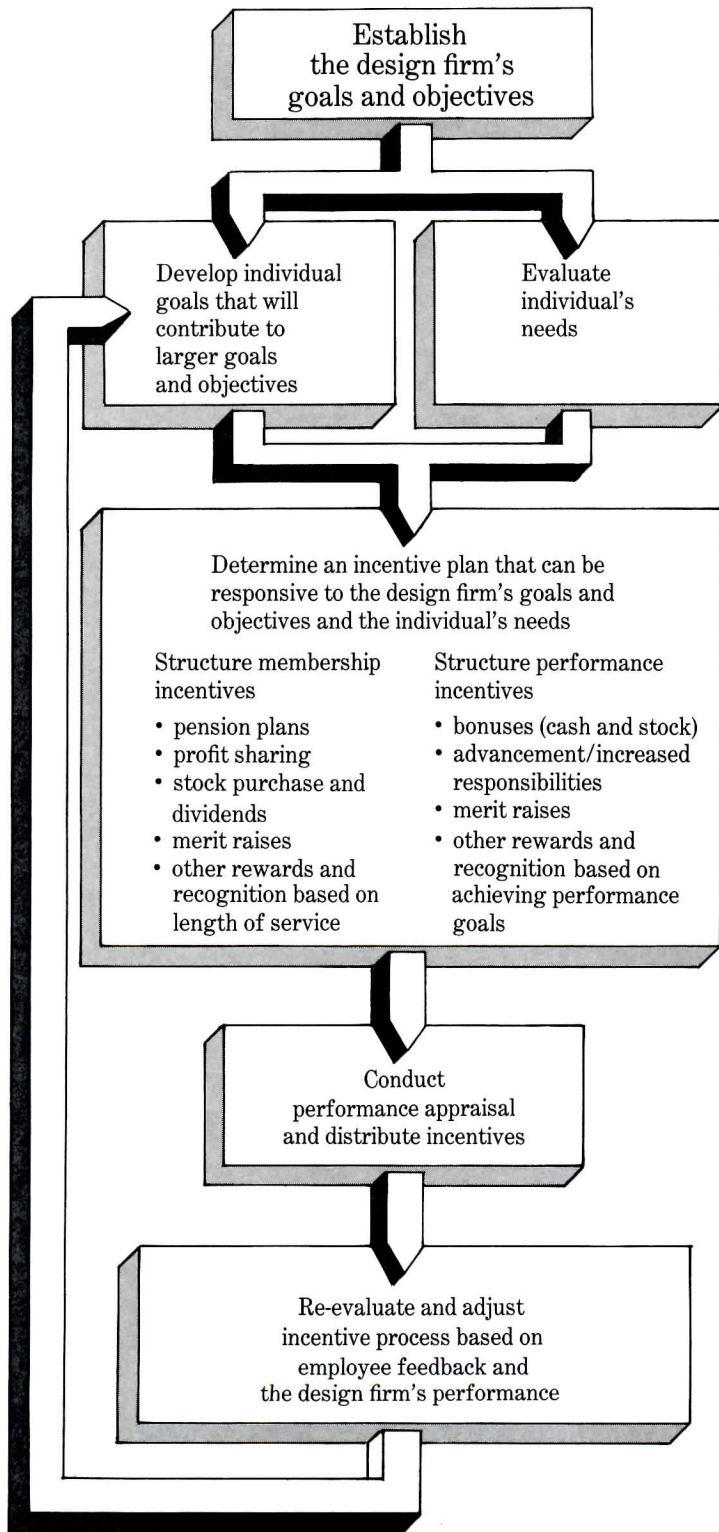 Establish
the design firm's
goals and objectives
Develop individual
goals that will
contribute to
larger goals
and objectives
Evaluate
individual's
needs
Determine an incentive plan that can be
responsive to the design firm's goals and
objectives and the individual's needs
Structure membership
incentives
• pension plans
• profit sharing
• stock purchase and
dividends
• merit raises
• other rewards and
recognition based on
length of service
Structure performance
incentives
• bonuses (cash and stock)
• advancement/increased
responsibilities
• merit raises
• other rewards and
recognition based on
achieving performance
goals
Conduct
performance appraisal
and distribute incentives
Re-evaluate and adjust
incentive process based on
employee feedback and
the design firm's performance